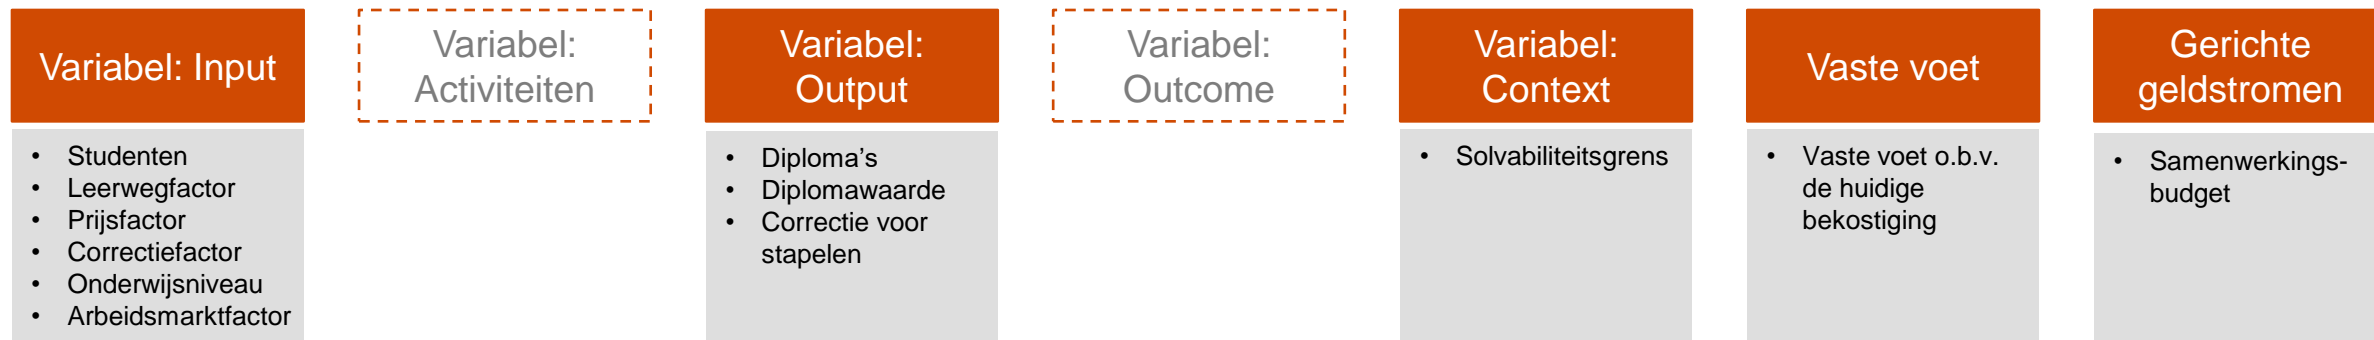 Variabel: Input
• Studenten
• Leerwegfactor
• Prijsfactor
• Correctiefactor
• Onderwijsniveau
• Arbeidsmarktfactor
Variabel:
Activiteiten
Variabel:
Output
• Diploma’s
• Diplomawaarde
• Correctie voor
stapelen
Variabel:
Outcome
Variabel:
Context
• Solvabiliteitsgrens
Vaste voet
• Vaste voet o.b.v.
de huidige
bekostiging
Gerichte
geldstromen
• Samenwerkings-
budget